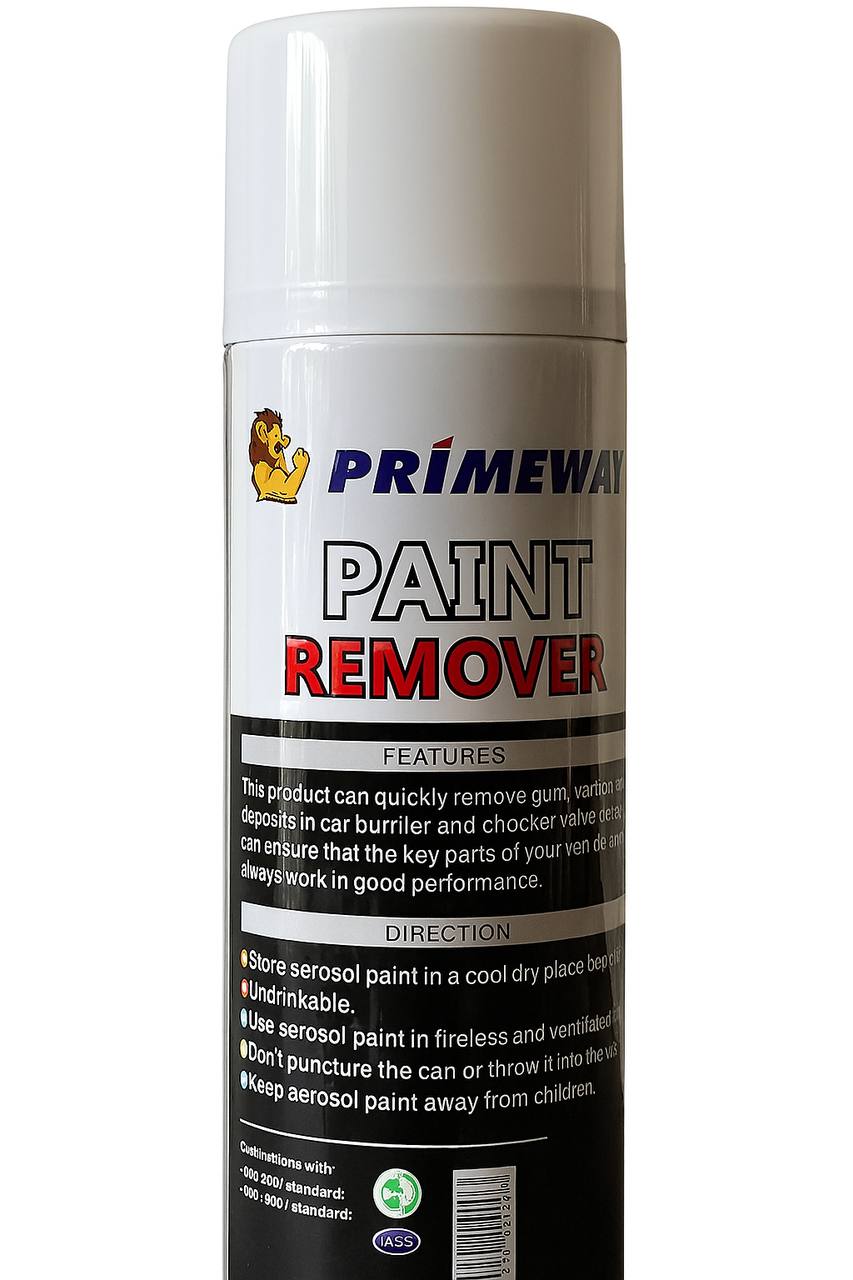 PRIMEWAY
PAINT
REMOVER
FEATURES
This product can quickly remove gum, vartion
deposits in car burriler and chocker valve
can ensure that the key parts of your ven de
always work in good performance.
DIRECTION
Store serosol paint in a cool dry place
Undrinkable.
Use serosol paint in fireless and ventifated
Don't puncture the can or throw it into the
Keep aerosol paint away from children.
with
-000 200/ standard:
-000:900/ standard:
IASS